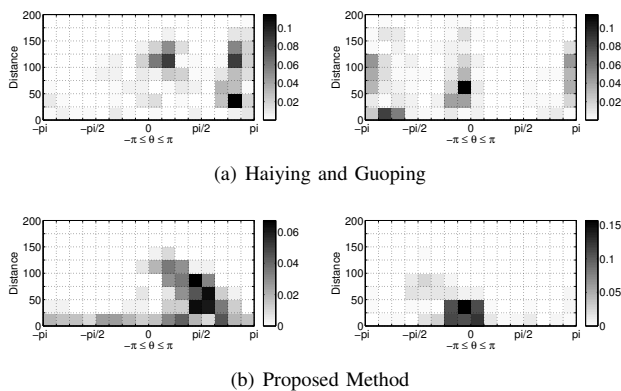 200
150
100
50
0
Distance
−pi
−pi/2
0
pi/2
pi
−π ≤ θ ≤ π
0.1
0.08
0.06
0.04
0.02
200
150
100
50
0
Distance
−pi
−pi/2
0
pi/2
pi
−π ≤ θ ≤ π
0.1
0.08
0.06
0.04
0.02
(a) Haiying and Guoping
200
150
100
50
0
Distance
−pi
−pi/2
0
pi/2
pi
−π ≤ θ ≤ π
0.06
0.04
0.02
0
200
150
100
50
0
Distance
−pi
−pi/2
0
pi/2
pi
−π ≤ θ ≤ π
0.15
0.1
0.05
0
(b) Proposed Method